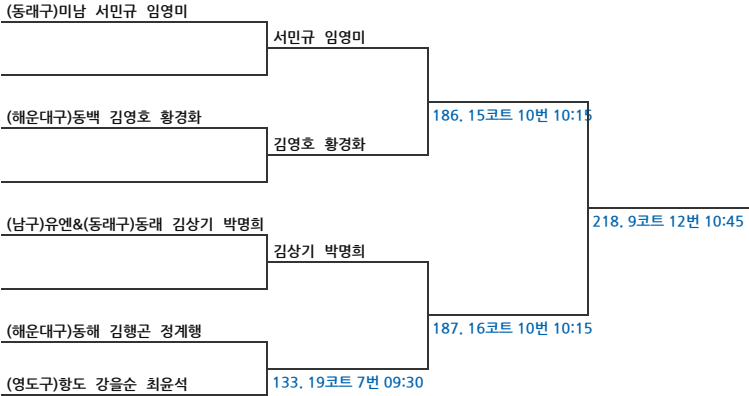 (동래구)미남 서민규 임영미
서민규 임영미
186. 15코트 10번 10:15
(해운대구)동백 김영호 황경화
김영호 황경화
218. 9코트 12번 10:45
(남구)유엔&(동래구)동래 김상기 박명희
김상기 박명희
187. 16코트 10번 10:15
(해운대구)동해 김행곤 정계행
133. 19코트 7번 09:30
(영도구)항도 강을순 최윤석